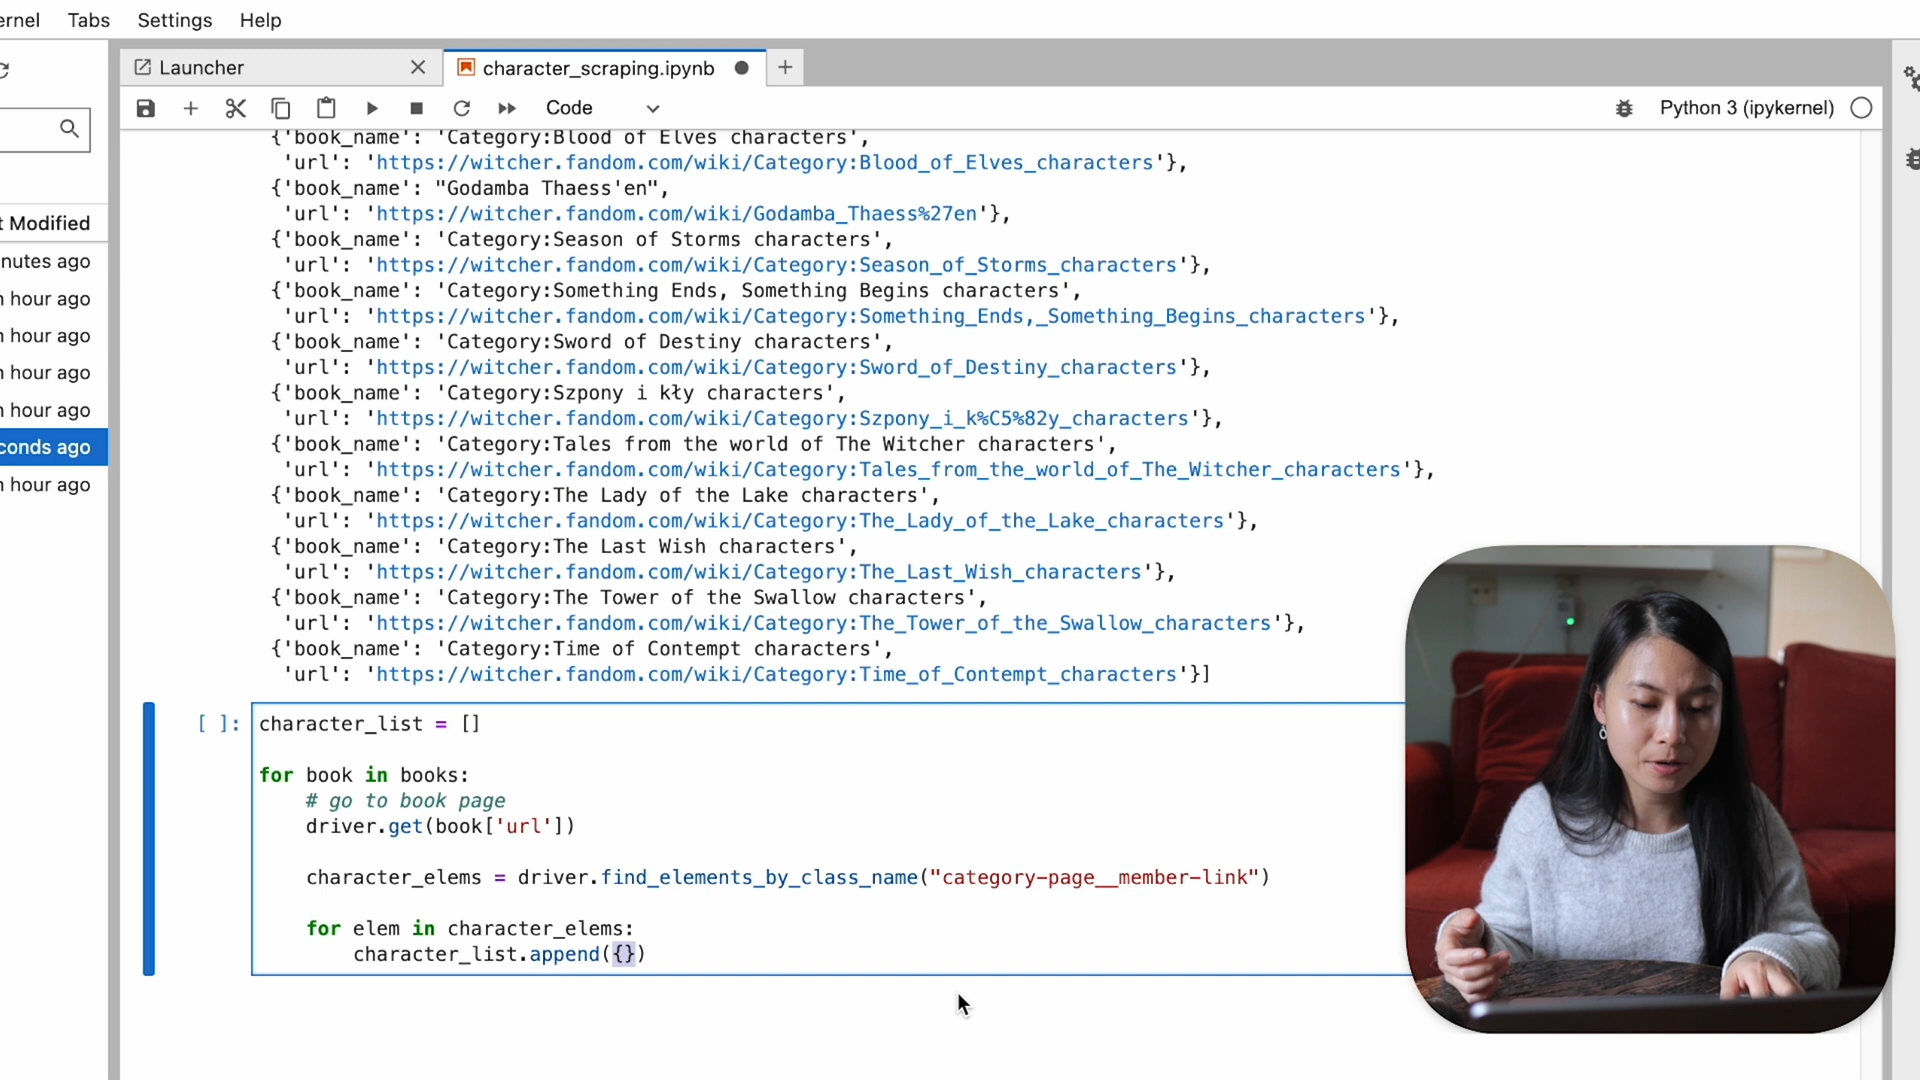 ernel Tabs Settings Help
Launcher character_scraping.ipynb
Code Python 3 (ipykernel)
t Modified
nutes ago
n hour ago
n hour ago
n hour ago
n hour ago
conds ago
n hour ago
{'book_name': 'Category:Blood of Elves characters',
'url': 'https://witcher.fandom.com/wiki/Category:Blood_of_Elves_characters'},
{'book_name': "Godamba Thaess'en",
'url': 'https://witcher.fandom.com/wiki/Godamba_Thaess%27en'},
{'book_name': 'Category:Season of Storms characters',
'url': 'https://witcher.fandom.com/wiki/Category:Season_of_Storms_characters'},
{'book_name': 'Category:Something Ends, Something Begins characters',
'url': 'https://witcher.fandom.com/wiki/Category:Something_Ends,_Something_Begins_characters'},
{'book_name': 'Category:Sword of Destiny characters',
'url': 'https://witcher.fandom.com/wiki/Category:Sword_of_Destiny_characters'},
{'book_name': 'Category:Szpony i kły characters',
'url': 'https://witcher.fandom.com/wiki/Category:Szpony_i_k%C5%82y_characters'},
{'book_name': 'Category:Tales from the world of The Witcher characters',
'url': 'https://witcher.fandom.com/wiki/Category:Tales_from_the_world_of_The_Witcher_characters'},
{'book_name': 'Category:The Lady of the Lake characters',
'url': 'https://witcher.fandom.com/wiki/Category:The_Lady_of_the_Lake_characters'},
{'book_name': 'Category:The Last Wish characters',
'url': 'https://witcher.fandom.com/wiki/Category:The_Last_Wish_characters'},
{'book_name': 'Category:The Tower of the Swallow characters',
'url': 'https://witcher.fandom.com/wiki/Category:The_Tower_of_the_Swallow_characters'},
{'book_name': 'Category:Time of Contempt characters',
'url': 'https://witcher.fandom.com/wiki/Category:Time_of_Contempt_characters'}]
[ ]: character_list = []
for book in books:
# go to book page
driver.get(book['url'])
character_elems = driver.find_elements_by_class_name("category-page__member-link")
for elem in character_elems:
character_list.append({})